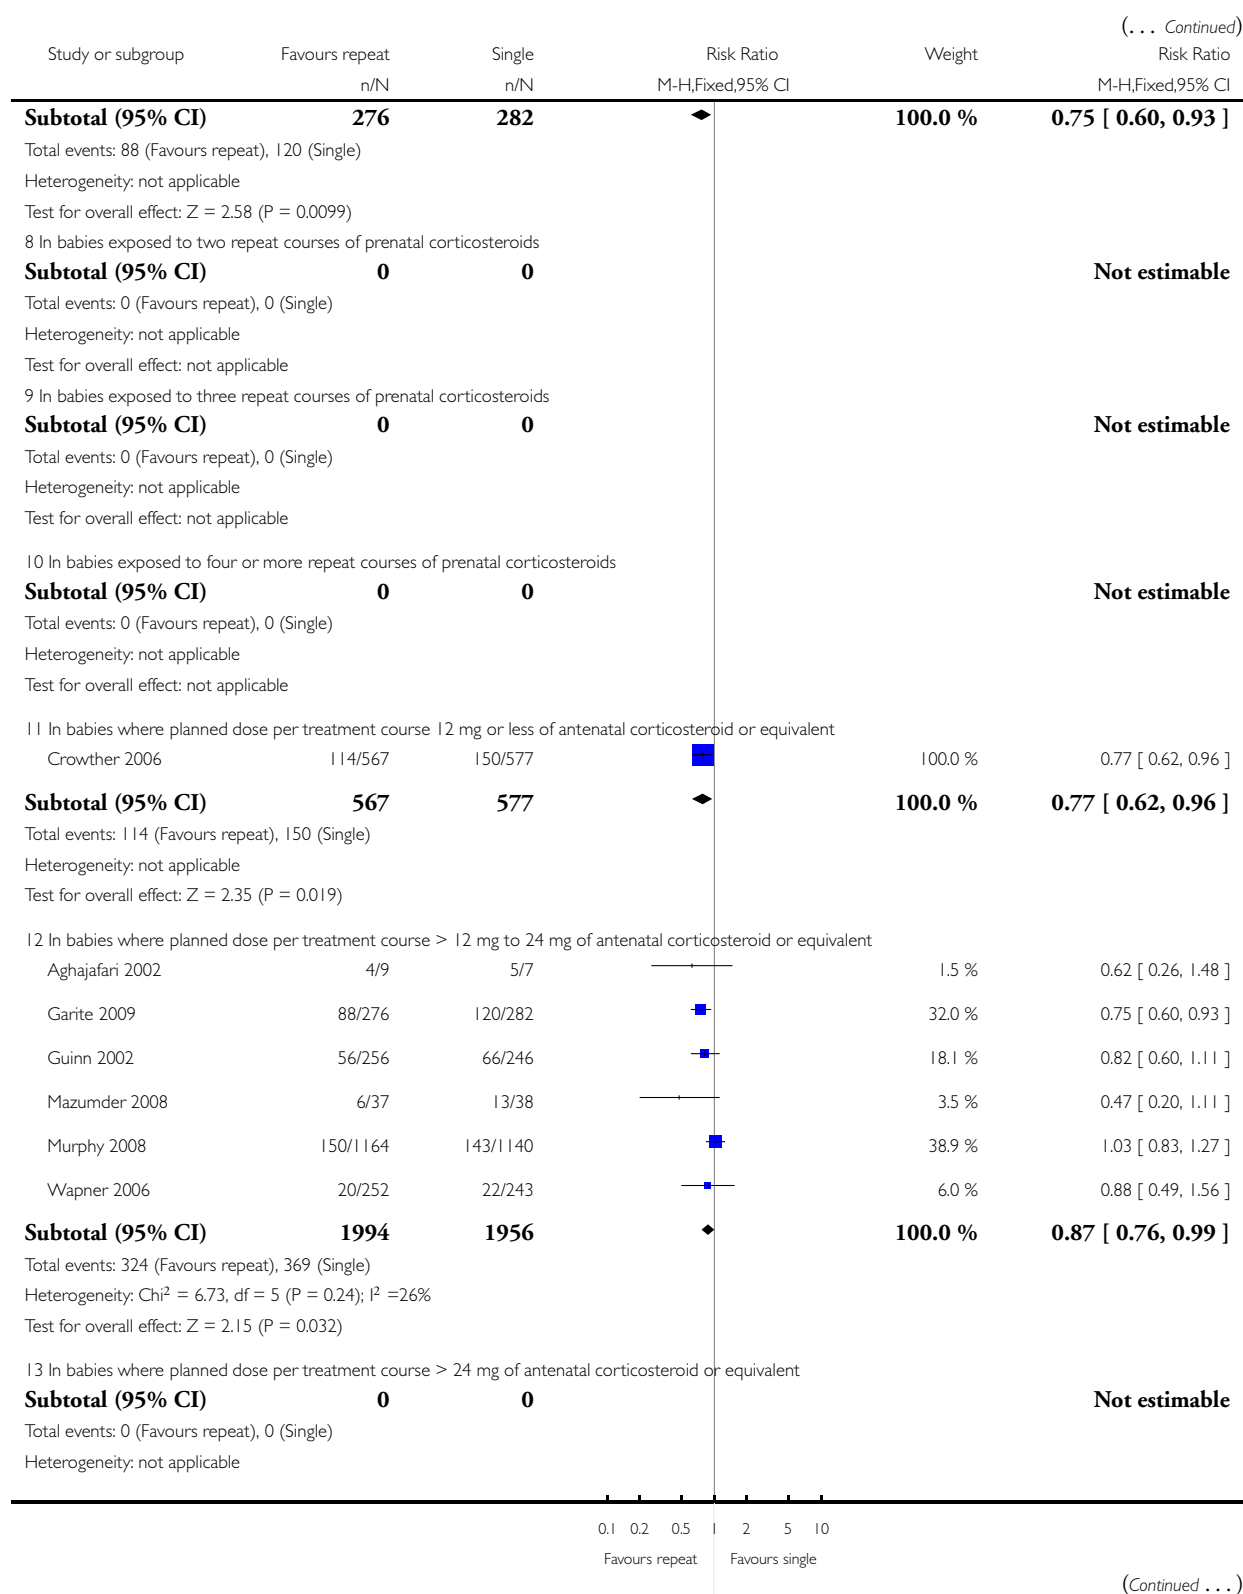 (... Continued)
Study or subgroup Favours repeat Single Risk Ratio Weight Risk Ratio
n/N n/N M-H,Fixed,95% CI M-H,Fixed,95% CI
Subtotal (95% CI) 276 282 100.0 % 0.75 [ 0.60, 0.93 ]
Total events: 88 (Favours repeat), 120 (Single)
Heterogeneity: not applicable
Test for overall effect: Z = 2.58 (P = 0.0099)
8 In babies exposed to two repeat courses of prenatal corticosteroids
Subtotal (95% CI) 0 0 Not estimable
Total events: 0 (Favours repeat), 0 (Single)
Heterogeneity: not applicable
Test for overall effect: not applicable
9 In babies exposed to three repeat courses of prenatal corticosteroids
Subtotal (95% CI) 0 0 Not estimable
Total events: 0 (Favours repeat), 0 (Single)
Heterogeneity: not applicable
Test for overall effect: not applicable
10 In babies exposed to four or more repeat courses of prenatal corticosteroids
Subtotal (95% CI) 0 0 Not estimable
Total events: 0 (Favours repeat), 0 (Single)
Heterogeneity: not applicable
Test for overall effect: not applicable
11 In babies where planned dose per treatment course 12 mg or less of antenatal corticosteroid or equivalent
Crowther 2006 114/567 150/577 100.0 % 0.77 [ 0.62, 0.96 ]
Subtotal (95% CI) 567 577 100.0 % 0.77 [ 0.62, 0.96 ]
Total events: 114 (Favours repeat), 150 (Single)
Heterogeneity: not applicable
Test for overall effect: Z = 2.35 (P = 0.019)
12 In babies where planned dose per treatment course > 12 mg to 24 mg of antenatal corticosteroid or equivalent
Aghajafari 2002 4/9 5/7 1.5 % 0.62 [ 0.26, 1.48 ]
Garite 2009 88/276 120/282 32.0 % 0.75 [ 0.60, 0.93 ]
Guinn 2002 56/256 66/246 18.1 % 0.82 [ 0.60, 1.11 ]
Mazumder 2008 6/37 13/38 3.5 % 0.47 [ 0.20, 1.11 ]
Murphy 2008 150/1164 143/1140 38.9 % 1.03 [ 0.83, 1.27 ]
Wapner 2006 20/252 22/243 6.0 % 0.88 [ 0.49, 1.56 ]
Subtotal (95% CI) 1994 1956 100.0 % 0.87 [ 0.76, 0.99 ]
Total events: 324 (Favours repeat), 369 (Single)
Heterogeneity: Chi² = 6.73, df = 5 (P = 0.24); I² =26%
Test for overall effect: Z = 2.15 (P = 0.032)
13 In babies where planned dose per treatment course > 24 mg of antenatal corticosteroid or equivalent
Subtotal (95% CI) 0 0 Not estimable
Total events: 0 (Favours repeat), 0 (Single)
Heterogeneity: not applicable
0.1 0.2 0.5 1 2 5 10
Favours repeat Favours single
(Continued ...)